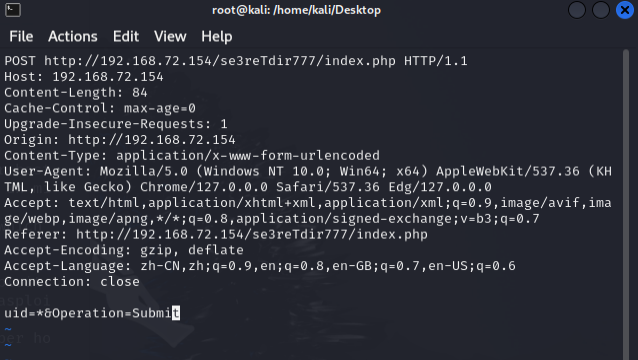 root@kali: /home/kali/Desktop
File Actions Edit View Help
POST http://192.168.72.154/se3reTdir777/index.php HTTP/1.1
Host: 192.168.72.154
Content-Length: 84
Cache-Control: max-age=0
Upgrade-Insecure-Requests: 1
Origin: http://192.168.72.154
Content-Type: application/x-www-form-urlencoded
User-Agent: Mozilla/5.0 (Windows NT 10.0; Win64; x64) AppleWebKit/537.36 (KH
TML, like Gecko) Chrome/127.0.0.0 Safari/537.36 Edg/127.0.0.0
Accept: text/html,application/xhtml+xml,application/xml;q=0.9,image/avif,ima
ge/webp,image/apng,*/*;q=0.8,application/signed-exchange;v=b3;q=0.7
Referer: http://192.168.72.154/se3reTdir777/index.php
Accept-Encoding: gzip, deflate
Accept-Language: zh-CN,zh;q=0.9,en;q=0.8,en-GB;q=0.7,en-US;q=0.6
Connection: close
uid=*&Operation=Submit
~
~